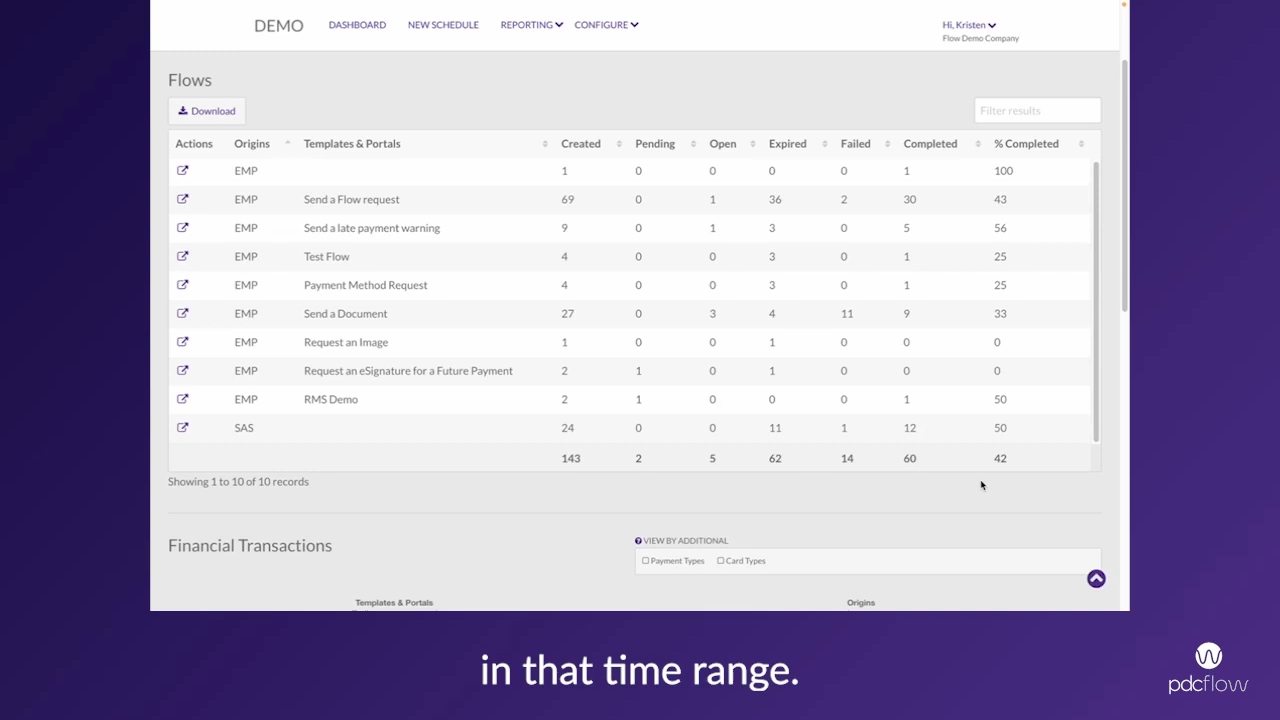 DEMO DASHBOARD NEW SCHEDULE REPORTING CONFIGURE Hi, Kristen
Flow Demo Company
Flows
Download Filter results
Actions Origins Templates & Portals Created Pending Open Expired Failed Completed % Completed
EMP 1 0 0 0 0 1 100
EMP Send a Flow request 69 0 1 36 2 30 43
EMP Send a late payment warning 9 0 1 3 0 5 56
EMP Test Flow 4 0 0 3 0 1 25
EMP Payment Method Request 4 0 0 3 0 1 25
EMP Send a Document 27 0 3 4 11 9 33
EMP Request an Image 1 0 0 1 0 0 0
EMP Request an eSignature for a Future Payment 2 1 0 1 0 0 0
EMP RMS Demo 2 1 0 0 0 1 50
SAS 24 0 0 11 1 12 50
143 2 5 62 14 60 42
Showing 1 to 10 of 10 records
Financial Transactions
VIEW BY ADDITIONAL
Payment Types Card Types
Templates & Portals Origins
in that time range.
pdcflow